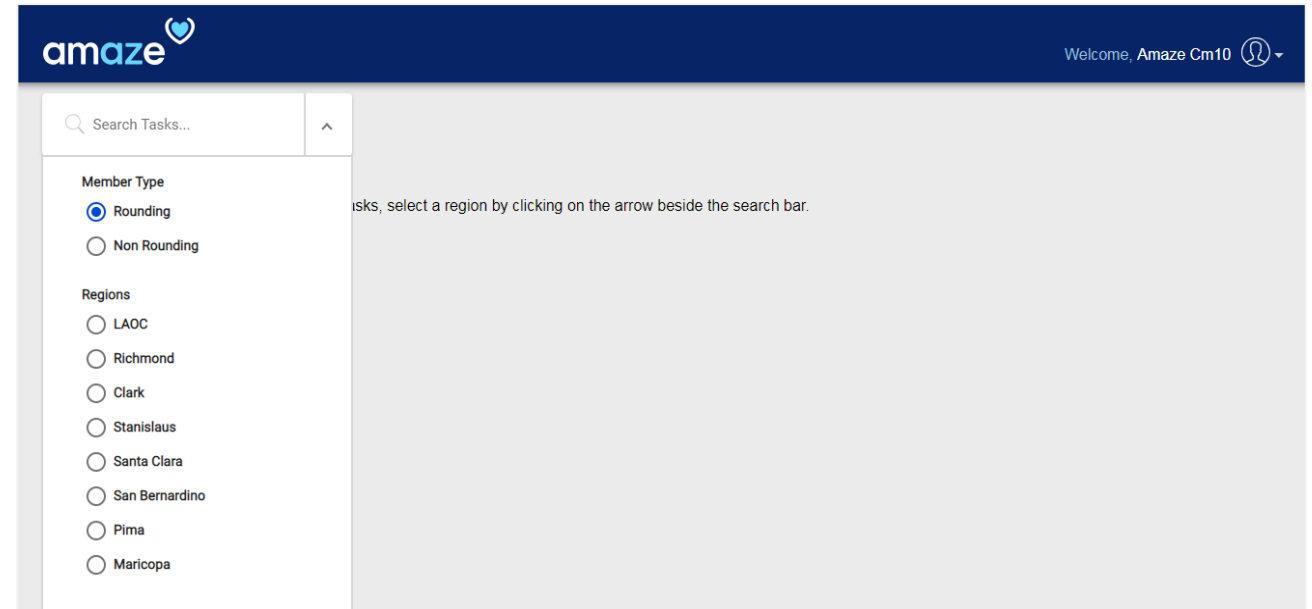 amaze
Welcome, Amaze Cm10
Search Tasks...
Member Type
Rounding
Non Rounding
asks, select a region by clicking on the arrow beside the search bar.
Regions
LAOC
Richmond
Clark
Stanislaus
Santa Clara
San Bernardino
Pima
Maricopa